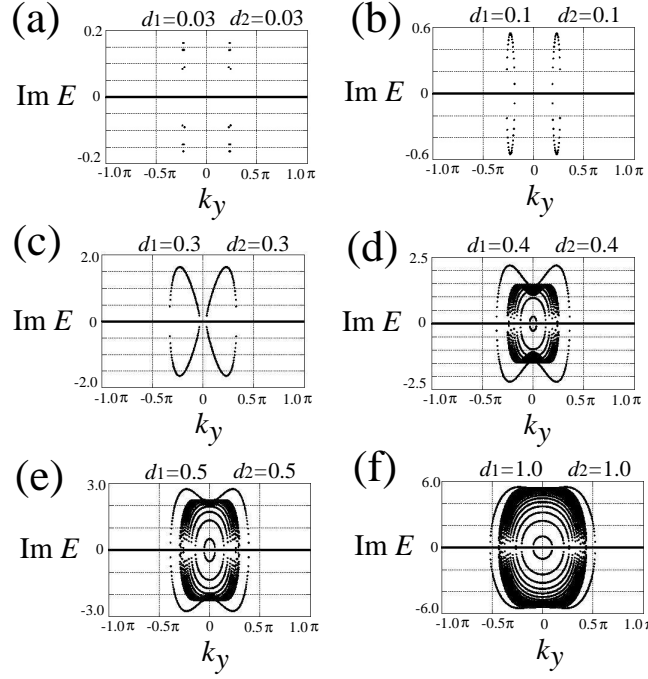 (a) d1=0.03 d2=0.03
0.2
Im E 0
-0.2
-1.0π -0.5π 0 0.5π 1.0π
ky
(b) d1=0.1 d2=0.1
0.6
Im E 0
-0.6
-1.0π -0.5π 0 0.5π 1.0π
ky
(c) d1=0.3 d2=0.3
2.0
Im E 0
-2.0
-1.0π -0.5π 0 0.5π 1.0π
ky
(d) d1=0.4 d2=0.4
2.5
Im E 0
-2.5
-1.0π -0.5π 0 0.5π 1.0π
ky
(e) d1=0.5 d2=0.5
3.0
Im E 0
-3.0
-1.0π -0.5π 0 0.5π 1.0π
ky
(f) d1=1.0 d2=1.0
6.0
Im E 0
-6.0
-1.0π -0.5π 0 0.5π 1.0π
ky